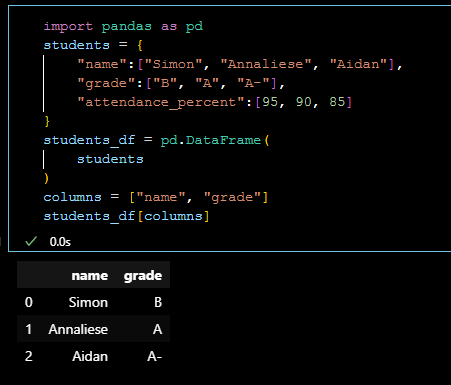 import pandas as pd
students = {
    "name":["Simon", "Annaliese", "Aidan"],
    "grade":["B", "A", "A-"],
    "attendance_percent":[95, 90, 85]
}
students_df = pd.DataFrame(
    students
)
columns = ["name", "grade"]
students_df[columns]
0.0s
name grade
0 Simon B
1 Annaliese A
2 Aidan A-